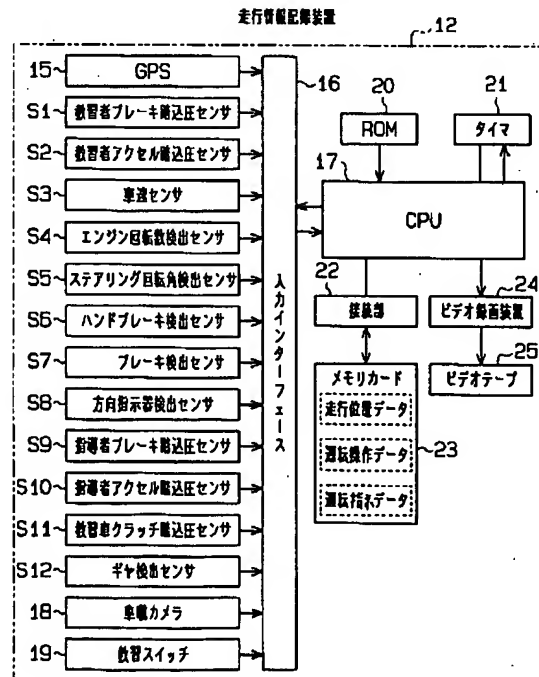 走行情報記録装置
12
15 GPS
S1 教習者ブレーキ踏込圧センサ
S2 教習者アクセル踏込圧センサ
S3 車速センサ
S4 エンジン回転数検出センサ
S5 ステアリング回転角検出センサ
S6 ハンドブレーキ検出センサ
S7 ブレーキ検出センサ
S8 方向指示器検出センサ
S9 指導者ブレーキ踏込圧センサ
S10 指導者アクセル踏込圧センサ
S11 教習車クラッチ踏込圧センサ
S12 ギヤ検出センサ
18 車載カメラ
19 教習スイッチ
16
入力インターフェース
20
ROM
21
タイマ
17
CPU
22
接続部
24
ビデオ録画装置
25
ビデオテープ
メモリカード
走行位置データ
運転操作データ
運転指示データ
23